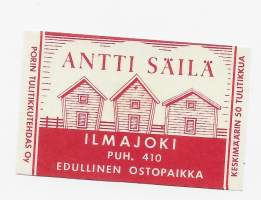 ANTTI SÄILÄ
ILMAJOKI
PUH. 410
EDULLINEN OSTOPAIKKA
PORIN TULITIKKUTEHDAS OY
KESKIMÄÄRIN 50 TULITIKKUA